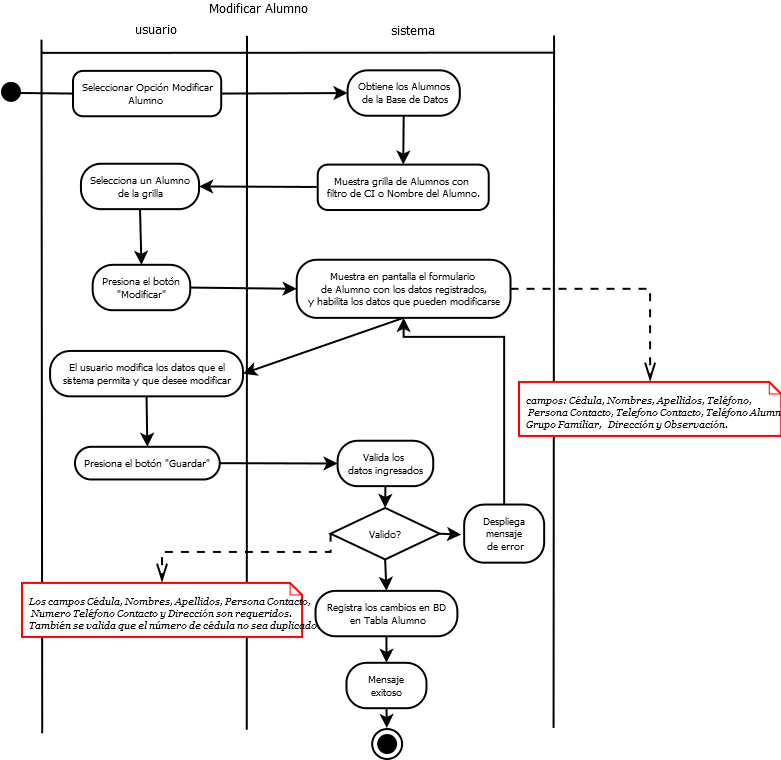 Modificar Alumno
usuario
sistema
Seleccionar Opción Modificar
Alumno
Obtiene los Alumnos
de la Base de Datos
Selecciona un Alumno
de la grilla
Muestra grilla de Alumnos con
filtro de CI o Nombre del Alumno.
Presiona el botón
"Modificar"
Muestra en pantalla el formulario
de Alumno con los datos registrados,
y habilita los datos que pueden modificarse
El usuario modifica los datos que el
sistema permita y que desee modificar
campos: Cédula, Nombres, Apellidos, Teléfono,
Persona Contacto, Telefono Contacto, Teléfono Alumn
Grupo Familiar, Dirección y Observación.
Presiona el botón "Guardar"
Valida los
datos ingresados
Valido?
Despliega
mensaje
de error
Los campos Cédula, Nombres, Apellidos, Persona Contacto,
Numero Teléfono Contacto y Dirección son requeridos.
También se valida que el número de cédula no sea duplicado.
Registra los cambios en BD
en Tabla Alumno
Mensaje
exitoso